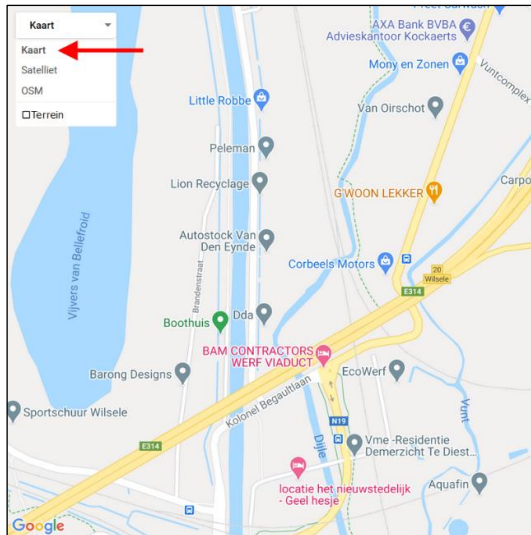 Kaart
Kaart
Satelliet
OSM
Terrein
AXA Bank BVBA
Advieskantoor Kockaerts
Mony en Zonen
Vuntcomplex
Little Robbe
Van Oirschot
Peleman
Lion Recyclage
G'WOON LEKKER
Carpo
Autostock Van
Den Eynde
Corbeels Motors
20
Wilsele
E314
Vijvers van Bellefroid
Brandenstraat
Dda
Boothuis
BAM CONTRACTORS
WERF VIADUCT
EcoWerf
Barong Designs
Kolonel Begaultlaan
Sportschuur Wilsele
N19
Vunt
E314
Dijle
Vme -Residentie
Demerzicht Te Diest...
locatie het nieuwstedelijk
- Geel hesje
Aquafin
Google